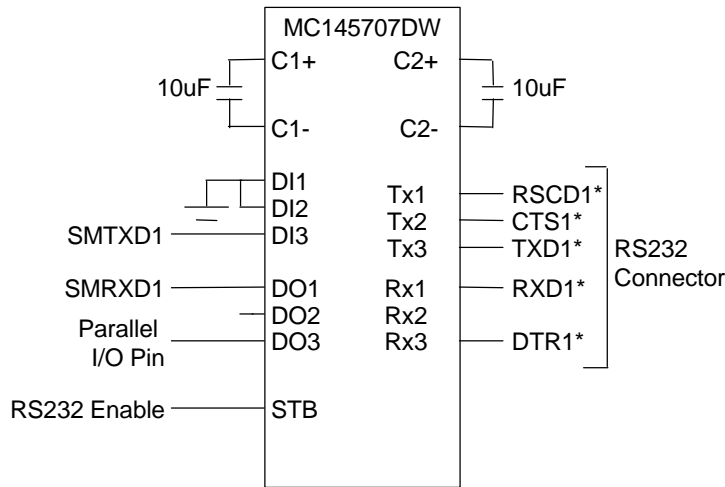 MC145707DW
C1+ C2+
10uF 10uF
C1- C2-
DI1
Tx1 RSCD1*
DI2
Tx2 CTS1*
SMTXD1 DI3
Tx3 TXD1*
RS232
Connector
SMRXD1 DO1 Rx1 RXD1*
DO2 Rx2
Parallel
I/O Pin
DO3 Rx3 DTR1*
RS232 Enable STB